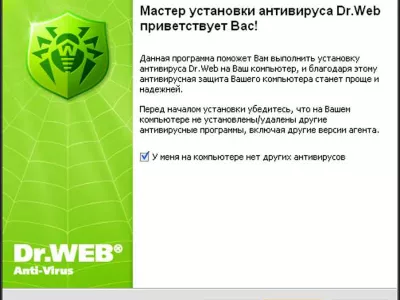 Мастер установки антивируса Dr.Web
приветствует Вас!
Данная програма поможет Вам выполнить установку
антивируса Dr.Web на Ваш компьютер, и благодаря этому
антивирусная защита Вашего компьютера станет проще и
надежней.
Перед началом установки убедитесь, что на Вашем
компьютере не установлены/удалены другие
антивирусные программы, включая другие версии агента.
У меня на компьютере нет других антивирусов
Dr.WEB®
Anti-Virus